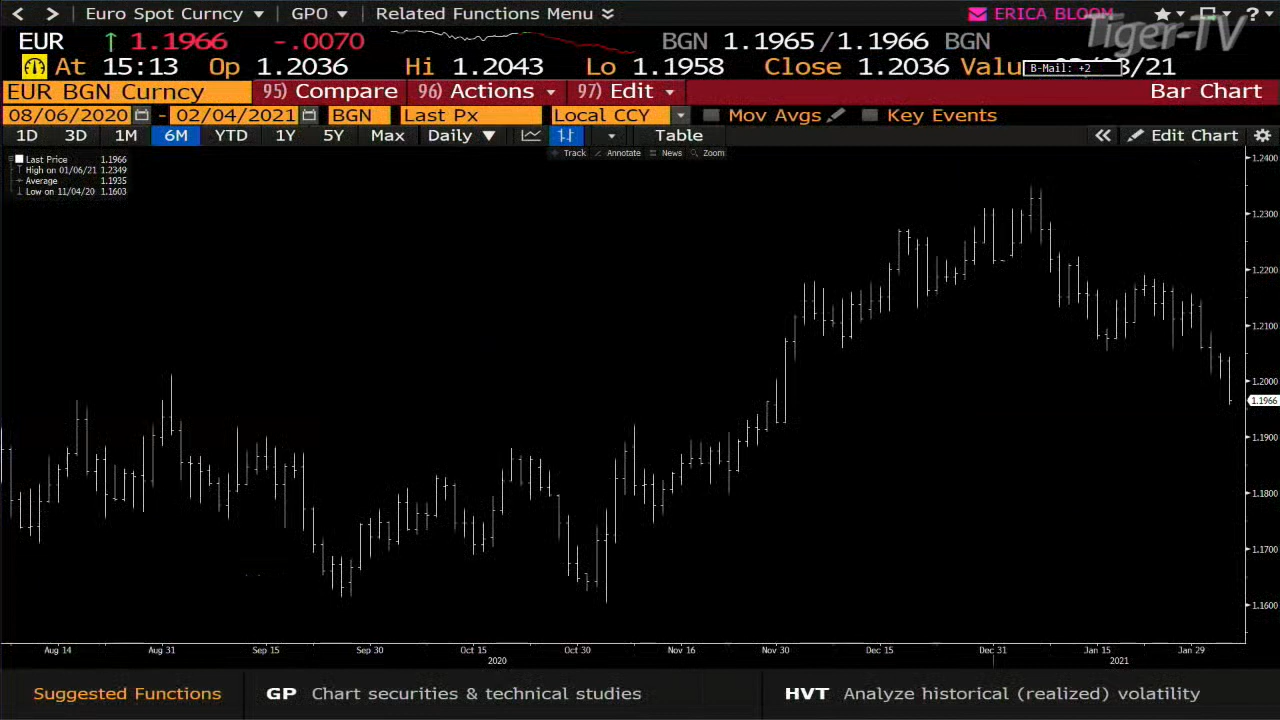 Euro Spot Curncy GPO Related Functions Menu ERICA BLOOM ?
Tiger-TV
EUR ↑ 1.1966 -.0070 BGN 1.1965/1.1966 BGN
B-Mail: +2
At 15:13 Op 1.2036 Hi 1.2043 Lo 1.1958 Close 1.2036 Valu /21
EUR BGN Curncy 95) Compare 96) Actions 97) Edit Bar Chart
08/06/2020 - 02/04/2021 BGN Last Px Local CCY Mov Avgs Key Events
1D 3D 1M 6M YTD 1Y 5Y Max Daily ▼ Table « Edit Chart
Track Annotate News Zoom
Last Price 1.1966
High on 01/06/21 1.2349
Average 1.1935
Low on 11/04/20 1.1603
1.2400
1.2300
1.2200
1.2100
1.2000
1.1966
1.1900
1.1800
1.1700
1.1600
Aug 14 Aug 31 Sep 15 Sep 30 Oct 15 Oct 30 Nov 16 Nov 30 Dec 15 Dec 31 Jan 15 Jan 29
2020 2021
Suggested Functions GP Chart securities & technical studies HVT Analyze historical (realized) volatility